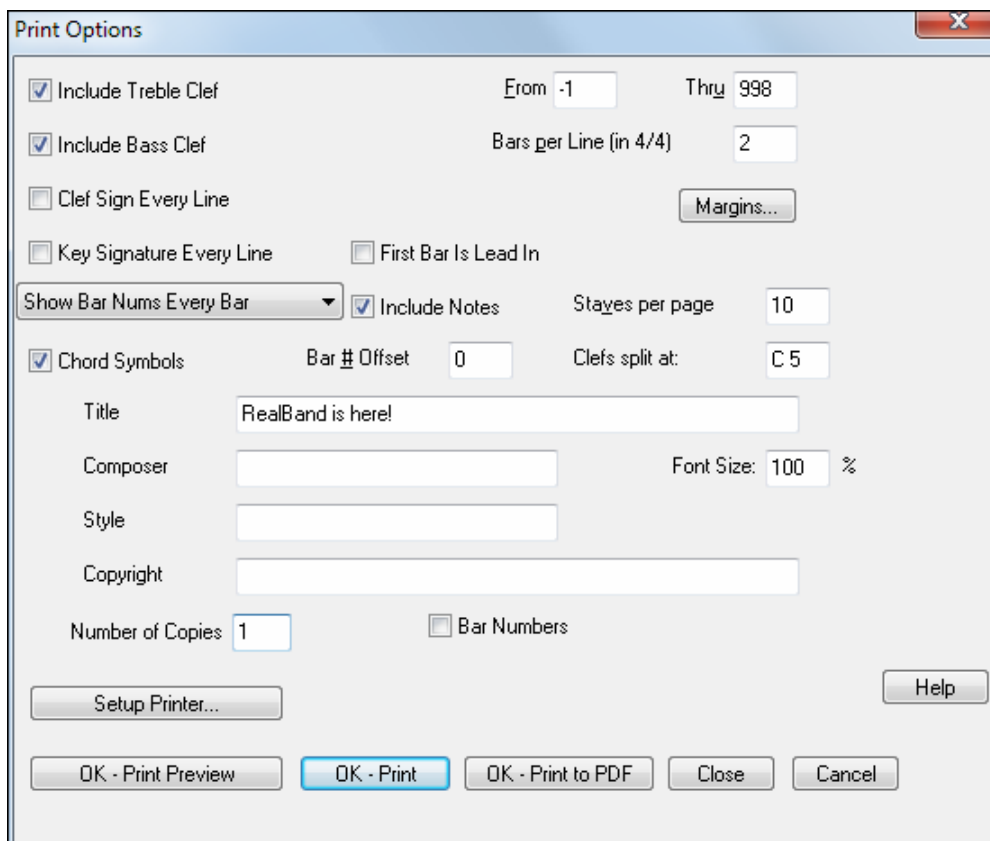 Print Options
Include Treble Clef From -1 Thru 998
Include Bass Clef Bars per Line (in 4/4) 2
Clef Sign Every Line Margins...
Key Signature Every Line First Bar Is Lead In
Show Bar Nums Every Bar Include Notes Staves per page 10
Chord Symbols Bar # Offset 0 Clefs split at: C 5
Title RealBand is here!
Composer Font Size: 100 %
Style
Copyright
Number of Copies 1 Bar Numbers
Help
Setup Printer...
OK - Print Preview OK - Print OK - Print to PDF Close Cancel